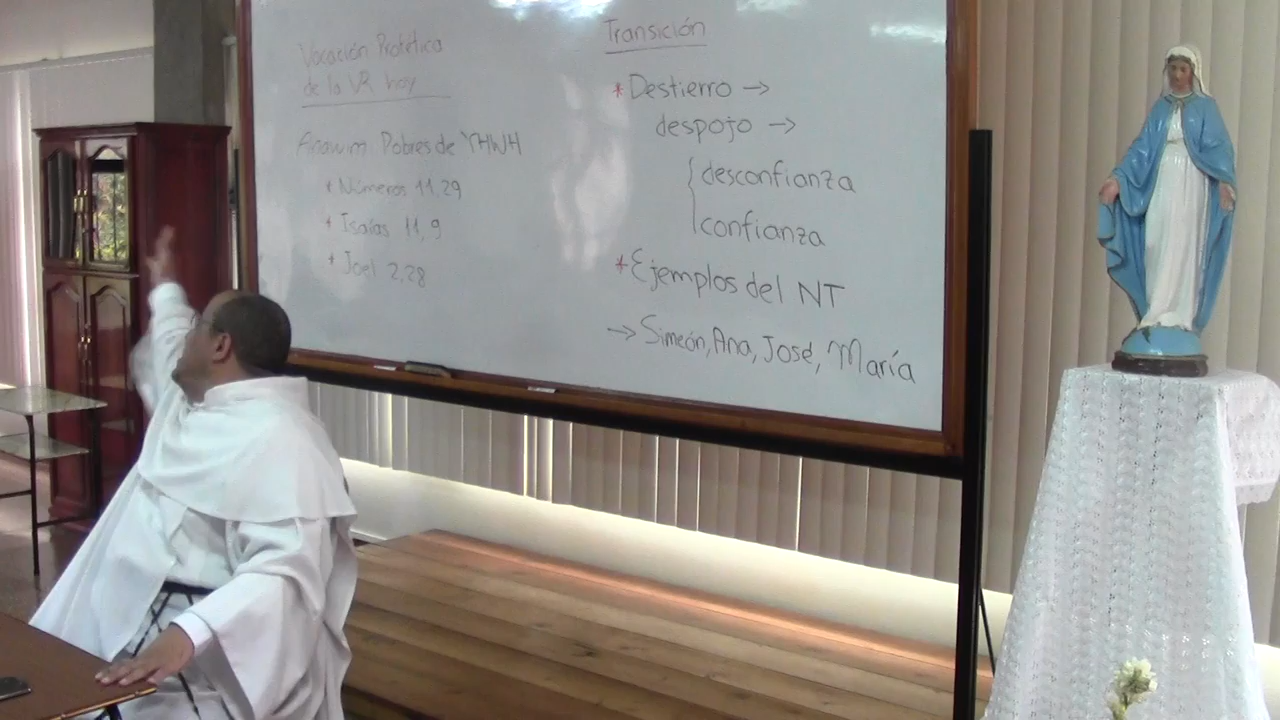 Vocación Profética
de la VR hoy
Anawim Pobres de YHWH
* Números 11,29
* Isaías 11,9
* Joel 2,28
Transición
* Destierro →
despojo →
{ desconfianza
confianza
* Ejemplos del NT
→ Simeón, Ana, José, María